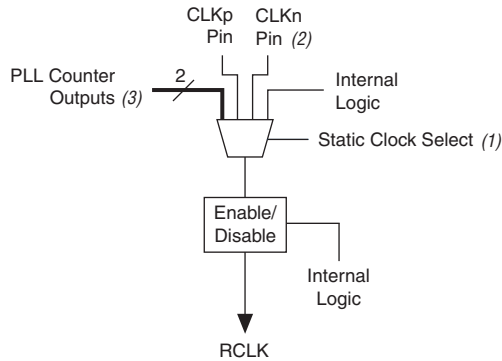 CLKp
Pin
CLKn
Pin (2)
PLL Counter
Outputs (3)
2
Internal
Logic
Static Clock Select (1)
Enable/
Disable
Internal
Logic
RCLK